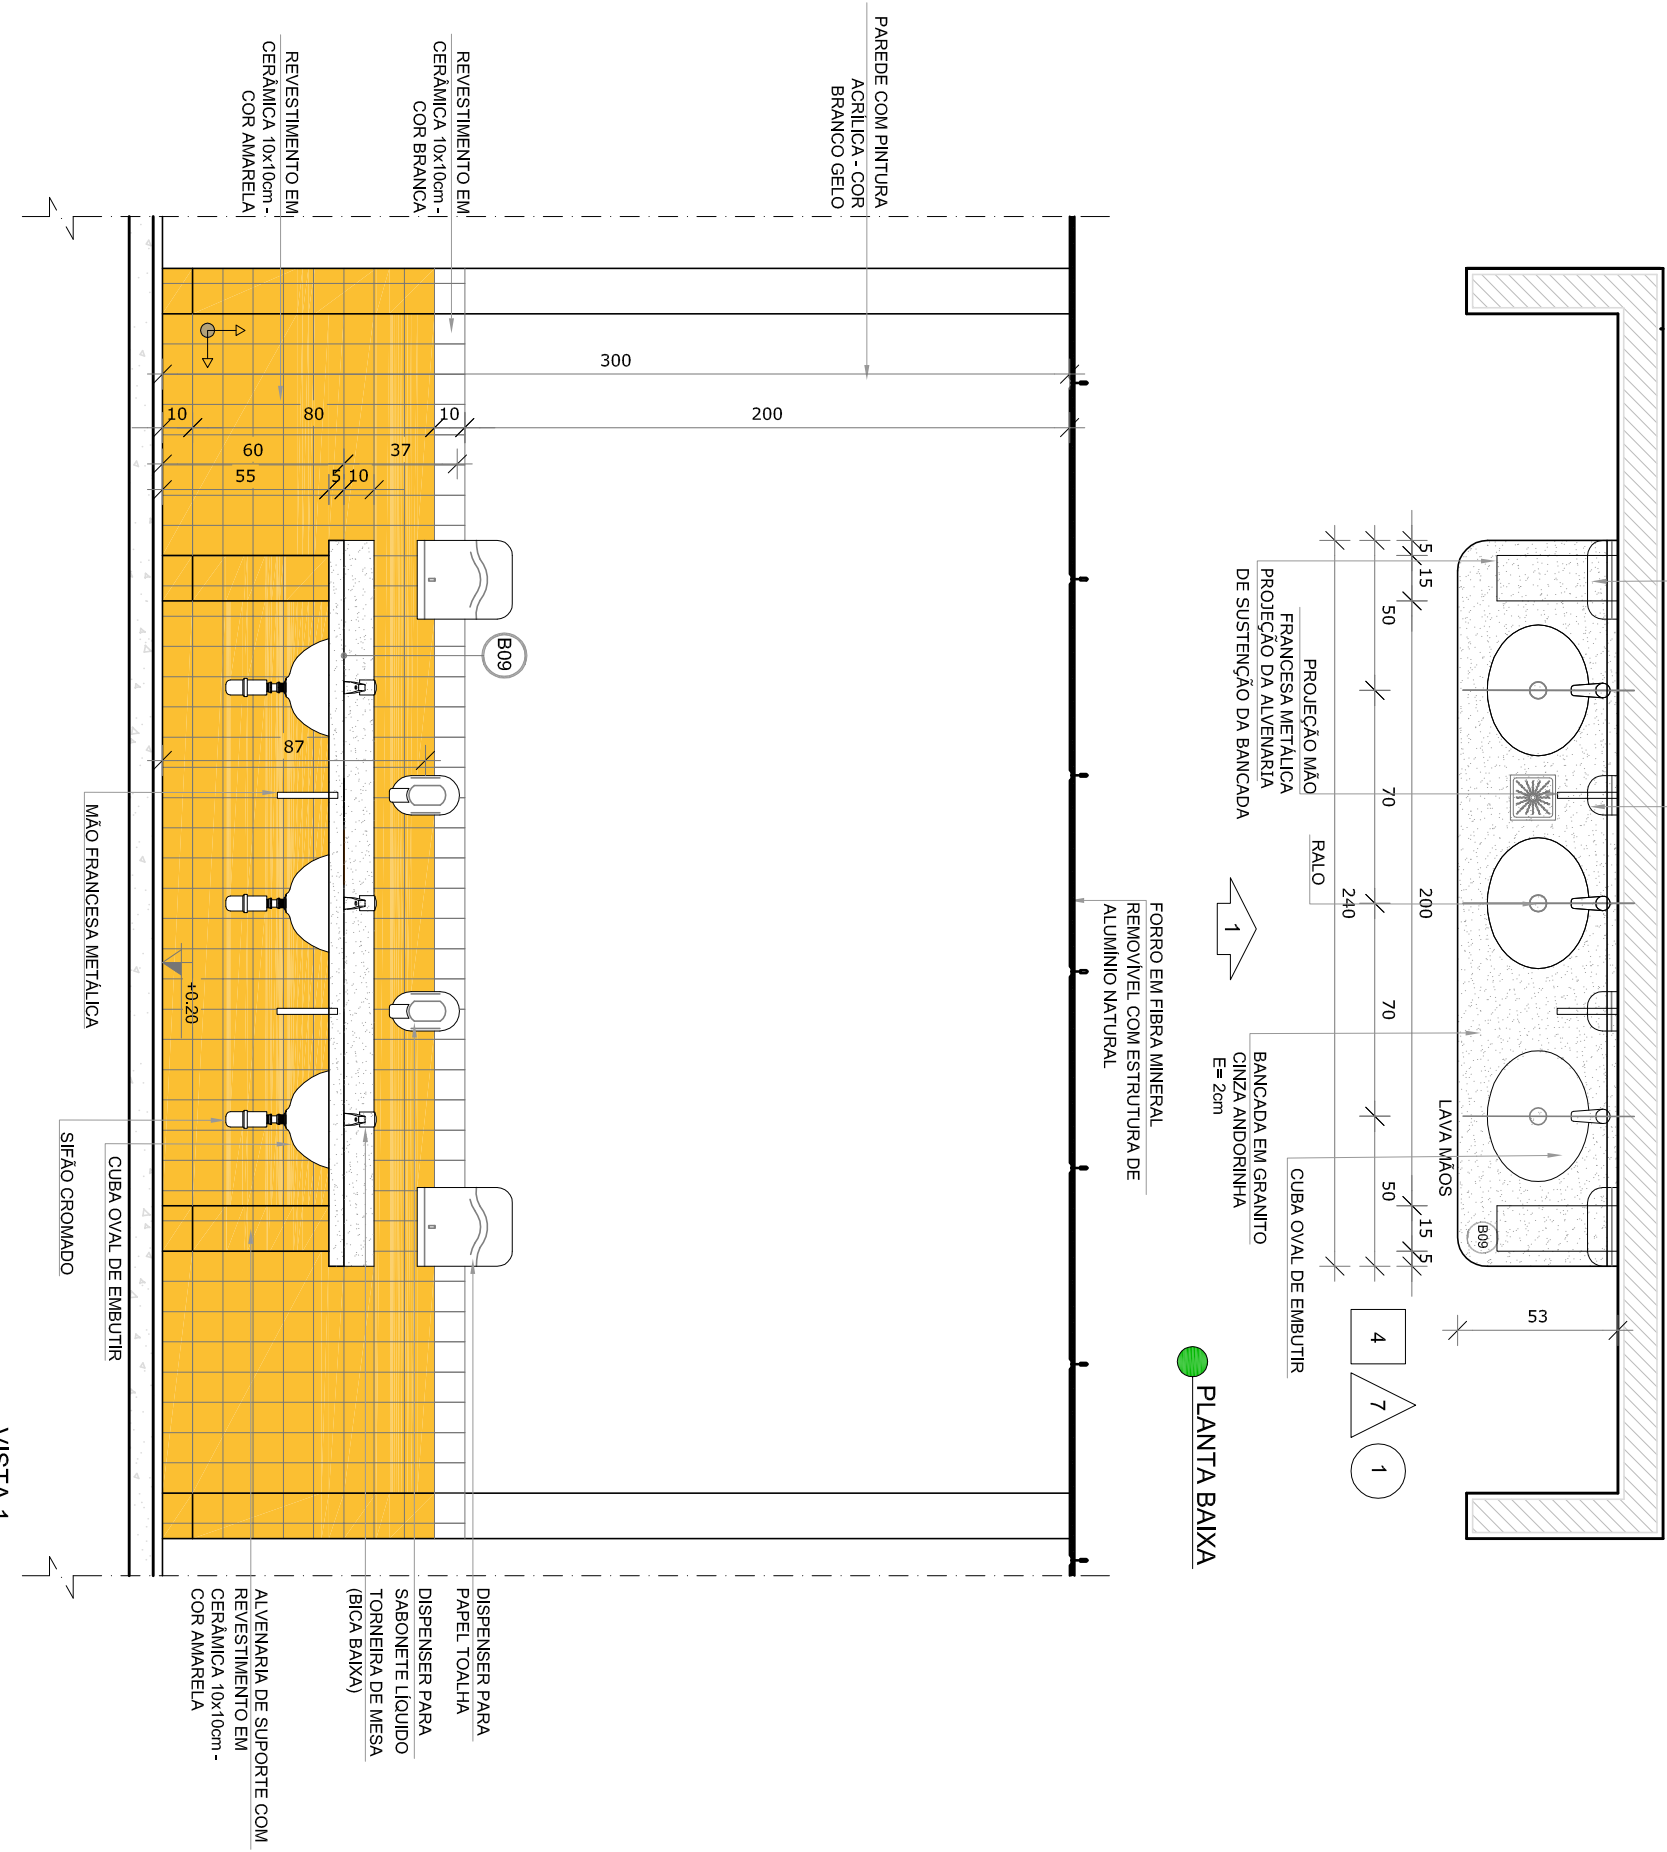 5
15
200
15
5
50
70
70
50
240
53
LAVA MÃOS
B09
PROJEÇÃO MÃO
FRANCESA METÁLICA
PROJEÇÃO DA ALVENARIA
DE SUSTENÇÃO DA BANCADA
RALO
1
BANCADA EM GRANITO
CINZA ANDORINHA
E= 2cm
CUBA OVAL DE EMBUTIR
4
7
1
PLANTA BAIXA
FORRO EM FIBRA MINERAL
REMOVÍVEL COM ESTRUTURA DE
ALUMÍNIO NATURAL
PAREDE COM PINTURA
ACRÍLICA - COR
BRANCO GELO
REVESTIMENTO EM
CERÂMICA 10x10cm -
COR BRANCA
REVESTIMENTO EM
CERÂMICA 10x10cm -
COR AMARELA
300
200
10
80
10
37
60
10
5
55
B09
87
+0.20
DISPENSER PARA
PAPEL TOALHA
DISPENSER PARA
SABONETE LÍQUIDO
TORNEIRA DE MESA
(BICA BAIXA)
ALVENARIA DE SUPORTE COM
REVESTIMENTO EM
CERÂMICA 10x10cm -
COR AMARELA
MÃO FRANCESA METÁLICA
CUBA OVAL DE EMBUTIR
SIFÃO CROMADO
VISTA 1